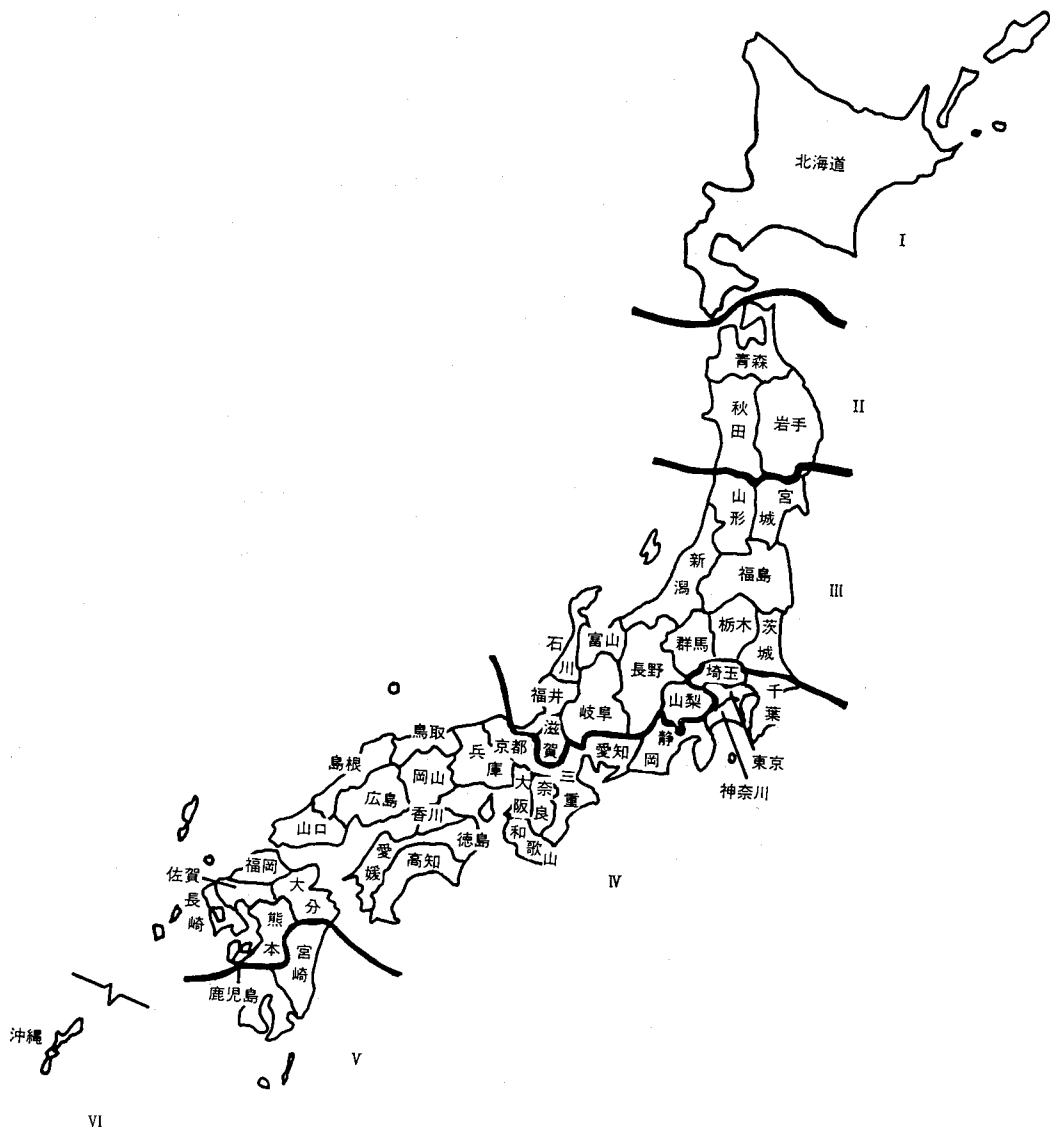 北海道
I
青森
II
秋田
岩手
山形
宮城
新潟
福島
III
栃木
茨城
群馬
石川
富山
長野
埼玉
福井
岐阜
山梨
千葉
滋賀
静岡
愛知
東京
神奈川
鳥取
京都
兵庫
島根
岡山
広島
大阪
奈良
三重
香川
山口
和歌山
徳島
愛媛
高知
福岡
佐賀
大分
長崎
熊本
IV
宮崎
鹿児島
沖縄
V
VI